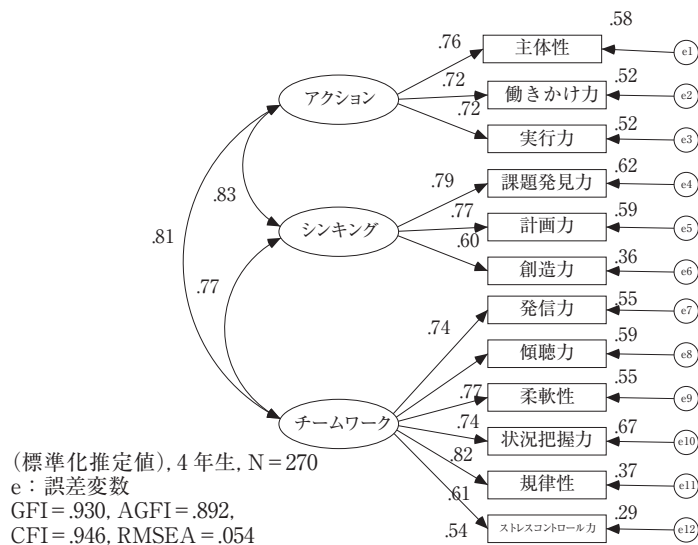 .58
.76
主体性
e1
.72
.52
アクション
働きかけ力
e2
.72
.52
実行力
e3
.83
.79
.62
課題発見力
e4
.81
.77
.59
シンキング
計画力
e5
.60
.36
創造力
e6
.77
.55
発信力
e7
.74
.59
傾聴力
e8
.77
.55
柔軟性
e9
チームワーク
.74
.67
状況把握力
e10
.82
.37
規律性
e11
.61
.29
ストレスコントロール力
e12
.54
(標準化推定値), 4 年生, N = 270
e：誤差変数
GFI = .930, AGFI = .892,
CFI = .946, RMSEA = .054